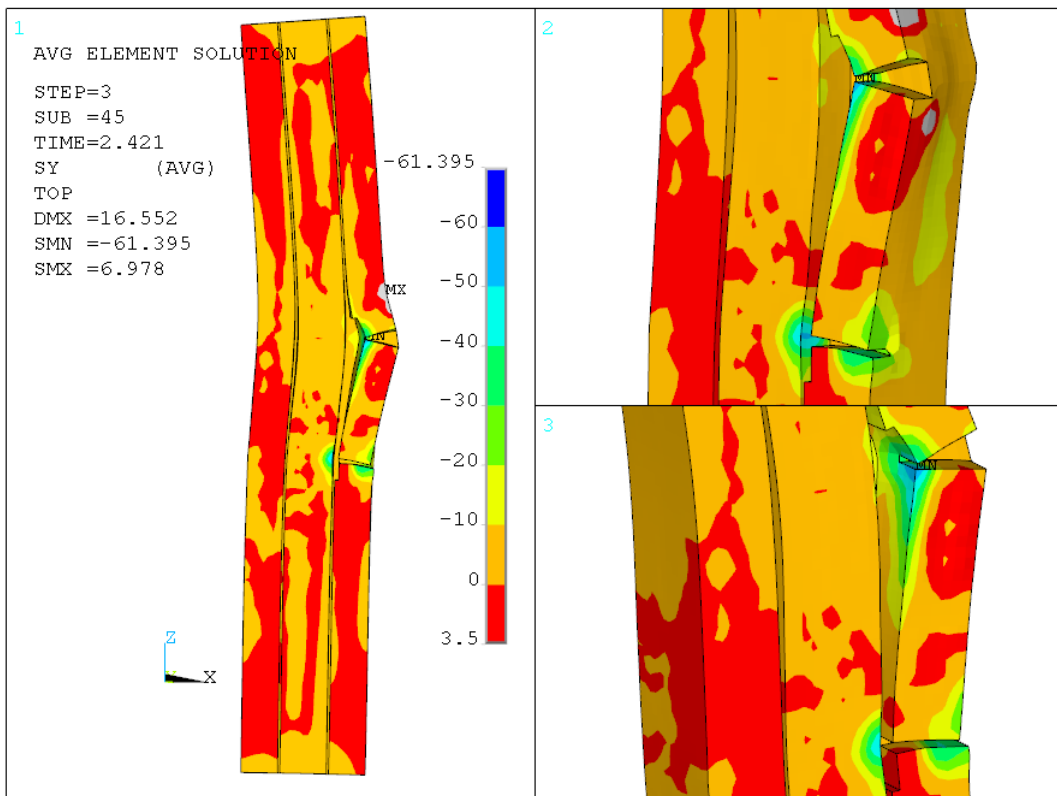 1
AVG ELEMENT SOLUTION
STEP=3
SUB =45
TIME=2.421
SY (AVG)
TOP
DMX =16.552
SMN =-61.395
SMX =6.978
-61.395
-60
-50
-40
-30
-20
-10
0
3.5
MX
MN
Z
X
2
MN
3
MN